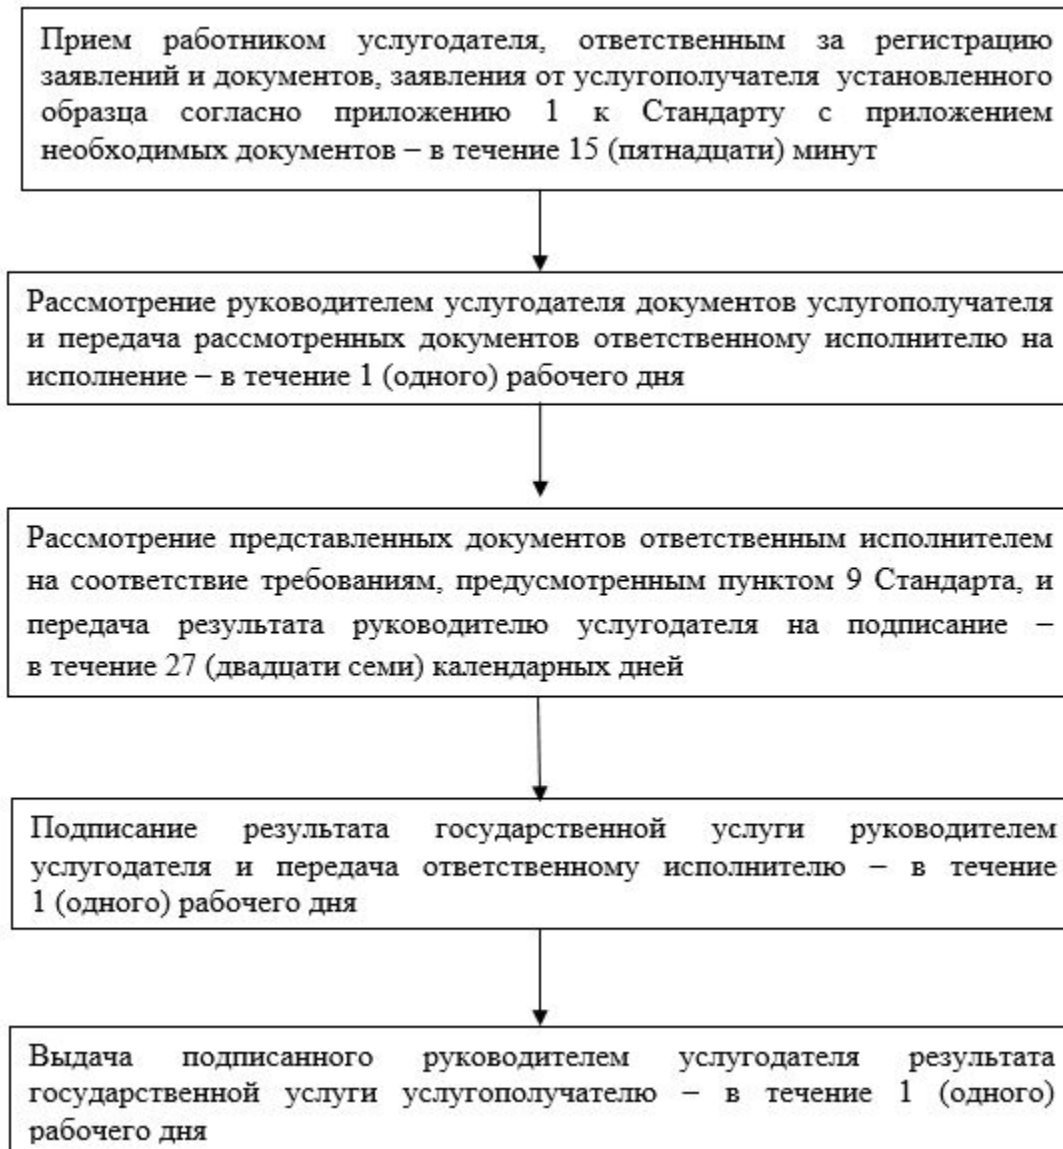 Прием работником услугодателя, ответственным за регистрацию
заявлений и документов, заявления от услугополучателя установленного
образца согласно приложению 1 к Стандарту с приложением
необходимых документов – в течение 15 (пятнадцати) минут
Рассмотрение руководителем услугодателя документов услугополучателя
и передача рассмотренных документов ответственному исполнителю на
исполнение – в течение 1 (одного) рабочего дня
Рассмотрение представленных документов ответственным исполнителем
на соответствие требованиям, предусмотренным пунктом 9 Стандарта, и
передача результата руководителю услугодателя на подписание –
в течение 27 (двадцати семи) календарных дней
Подписание результата государственной услуги руководителем
услугодателя и передача ответственному исполнителю – в течение
1 (одного) рабочего дня
Выдача подписанного руководителем услугодателя результата
государственной услуги услугополучателю – в течение 1 (одного)
рабочего дня